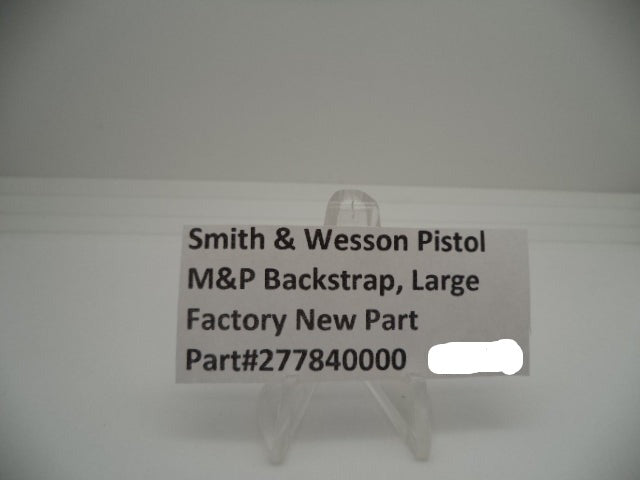 Smith & Wesson Pistol
M&P Backstrap, Large
Factory New Part
Part#277840000